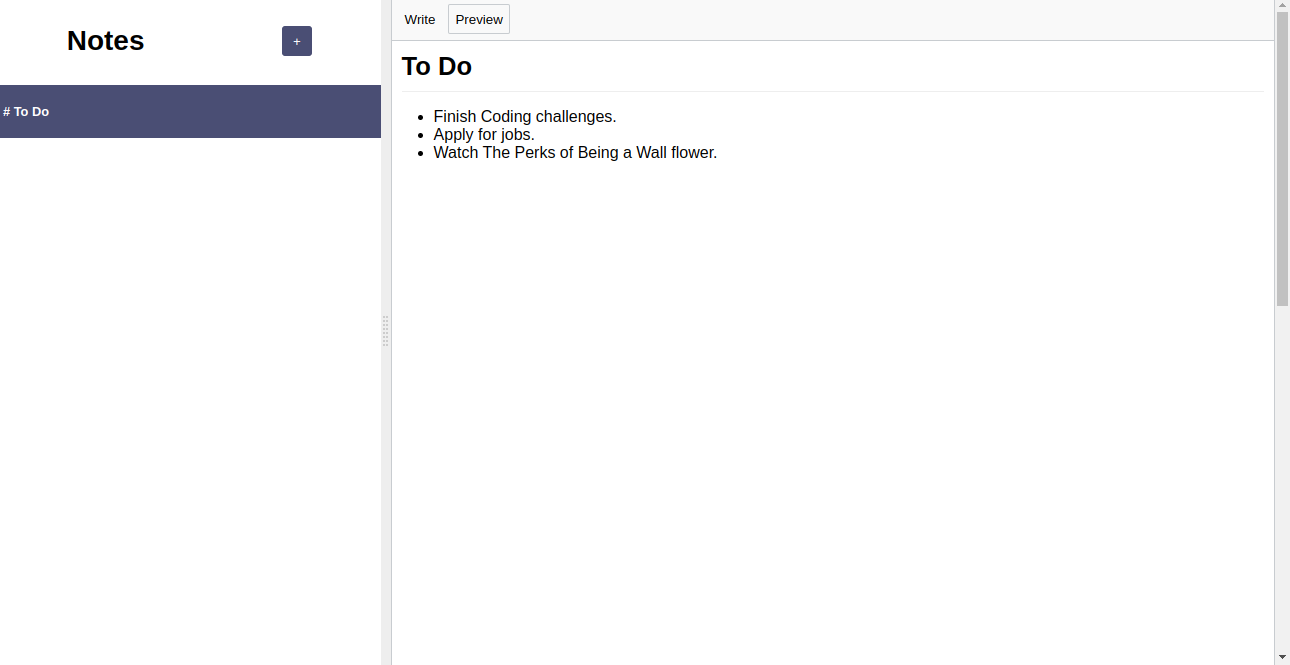 Notes
+
# To Do
Write Preview
To Do
Finish Coding challenges.
Apply for jobs.
Watch The Perks of Being a Wall flower.